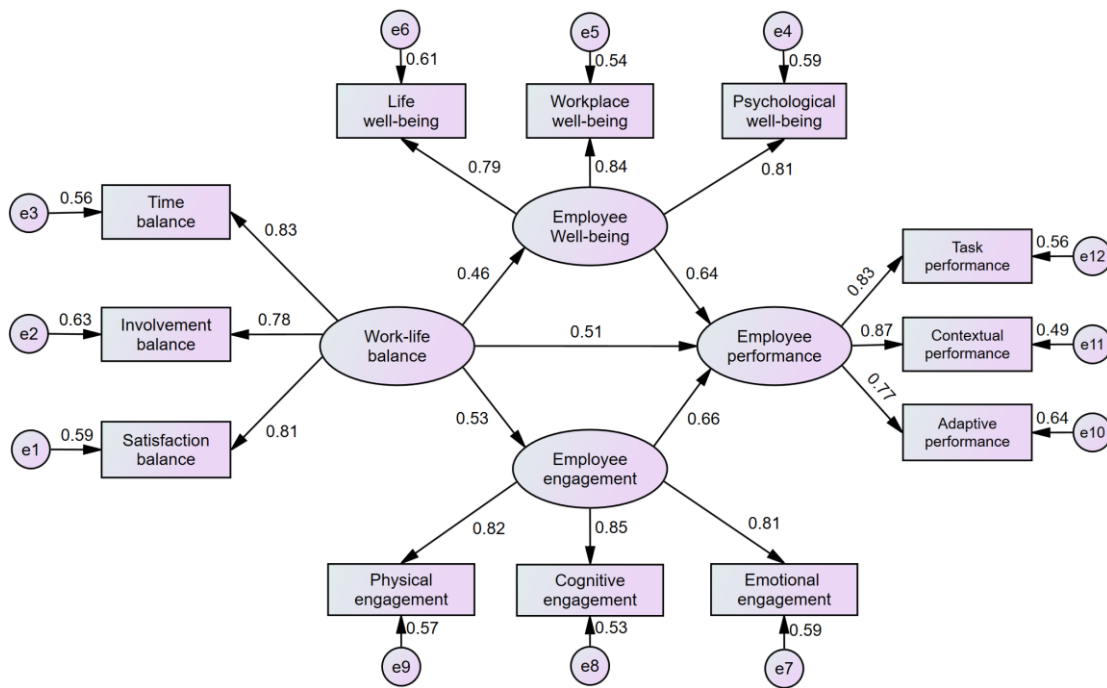 e6
e5
e4
0.61
0.54
0.59
Life
well-being
Workplace
well-being
Psychological
well-being
0.79
0.84
0.81
e3
0.56
Time
balance
0.83
Employee
Well-being
0.46
0.64
Task
performance
0.56
e12
0.83
e2
0.63
Involvement
balance
0.78
Work-life
balance
0.51
Employee
performance
0.87
Contextual
performance
0.49
e11
0.77
e1
0.59
Satisfaction
balance
0.81
0.53
0.66
Adaptive
performance
0.64
e10
Employee
engagement
0.82
0.85
0.81
Physical
engagement
Cognitive
engagement
Emotional
engagement
0.57
0.53
0.59
e9
e8
e7